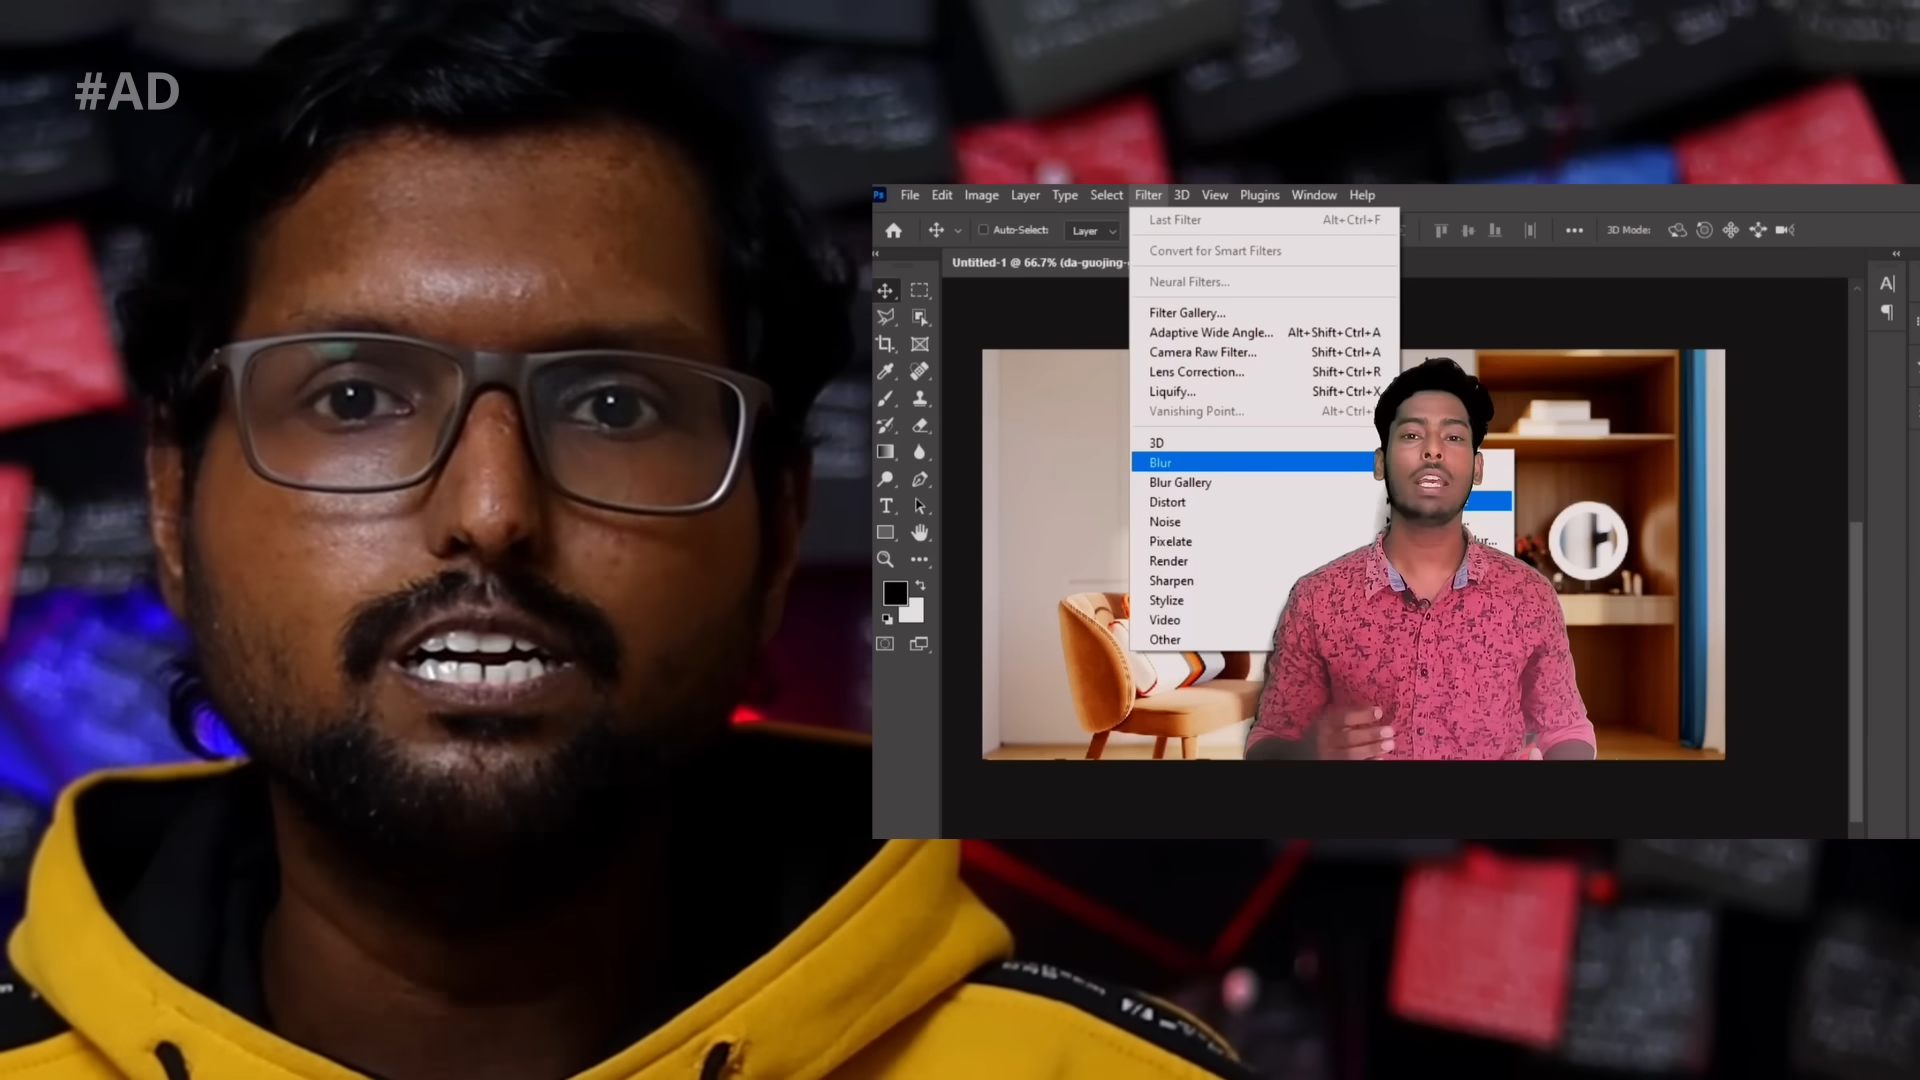 #AD
Ps File Edit Image Layer Type Select Filter 3D View Plugins Window Help
Auto-Select: Layer
3D Mode:
Untitled-1 @ 66.7% (da-guojing-
Last Filter Alt+Ctrl+F
Convert for Smart Filters
Neural Filters...
Filter Gallery...
Adaptive Wide Angle... Alt+Shift+Ctrl+A
Camera Raw Filter... Shift+Ctrl+A
Lens Correction... Shift+Ctrl+R
Liquify... Shift+Ctrl+X
Vanishing Point... Alt+Ctrl+
3D
Blur
Blur Gallery
Distort
Noise
Pixelate
Render
Sharpen
Stylize
Video
Other